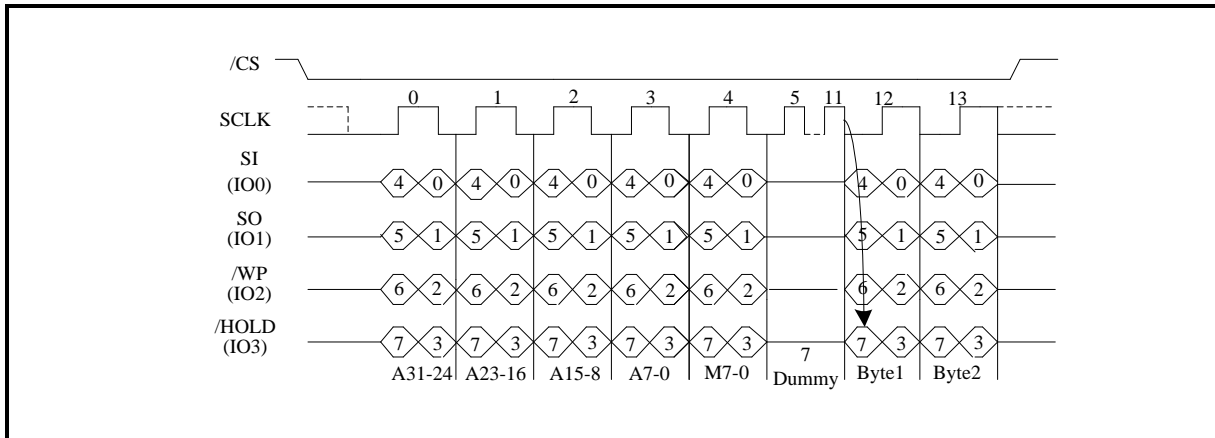 /CS
0 1 2 3 4 5 11 12 13
SCLK
SI
(IO0)
4 0 4 0 4 0 4 0 4 0 4 0 4 0
SO
(IO1)
5 1 5 1 5 1 5 1 5 1 5 1 5 1
/WP
(IO2)
6 2 6 2 6 2 6 2 6 2 6 2 6 2
/HOLD
(IO3)
7 3 7 3 7 3 7 3 7 3 7 7 3 7 3
A31-24 A23-16 A15-8 A7-0 M7-0 Dummy Byte1 Byte2